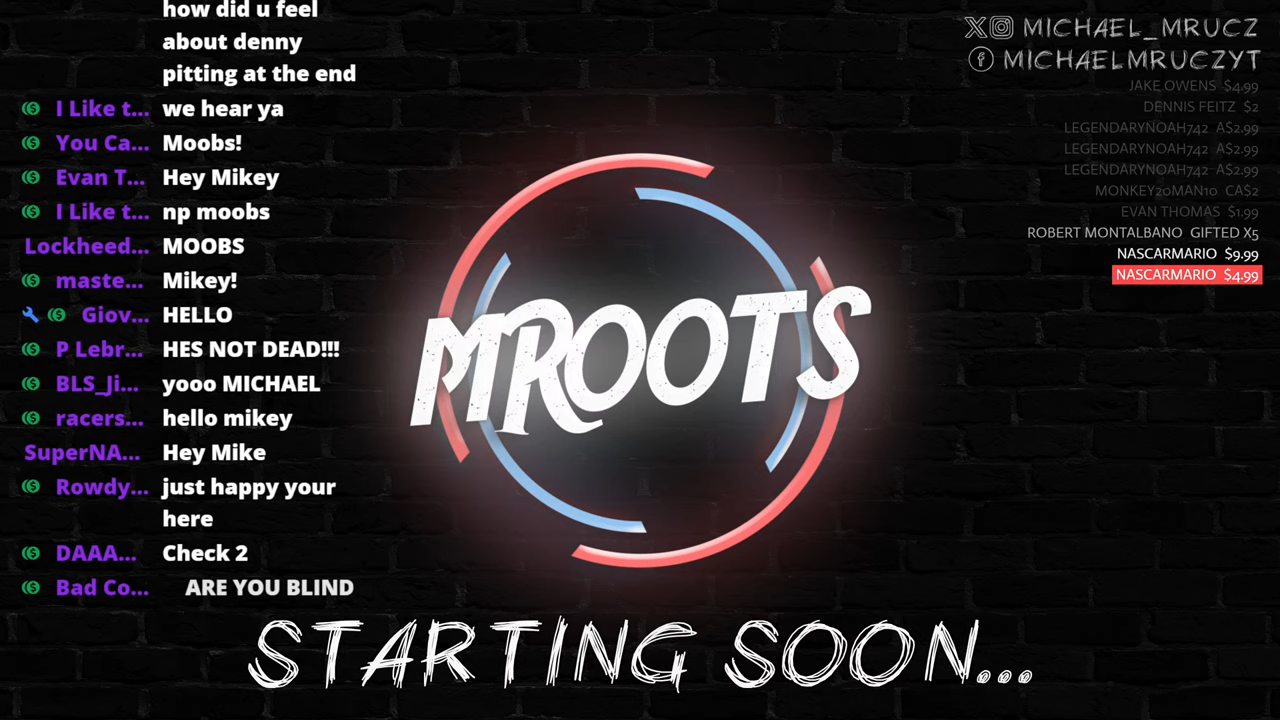 how did u feel
about denny
pitting at the end
I Like t... we hear ya
You Ca... Moobs!
Evan T... Hey Mikey
I Like t... np moobs
Lockheed... MOOBS
maste... Mikey!
Giov... HELLO
P Lebr... HES NOT DEAD!!!
BLS_Ji... yooo MICHAEL
racers... hello mikey
SuperNA... Hey Mike
Rowdy... just happy your
here
DAAA... Check 2
Bad Co... ARE YOU BLIND
MROOTS
STARTING SOON...
MICHAEL_MRUCZ
MICHAELMRUCZYT
JAKE OWENS $4.99
DENNIS FEITZ $2
LEGENDARYNOAH742 A$2.99
LEGENDARYNOAH742 A$2.99
LEGENDARYNOAH742 A$2.99
MONKEY20MAN10 CA$2
EVAN THOMAS $1.99
ROBERT MONTALBANO GIFTED X5
NASCARMARIO $9.99
NASCARMARIO $4.99